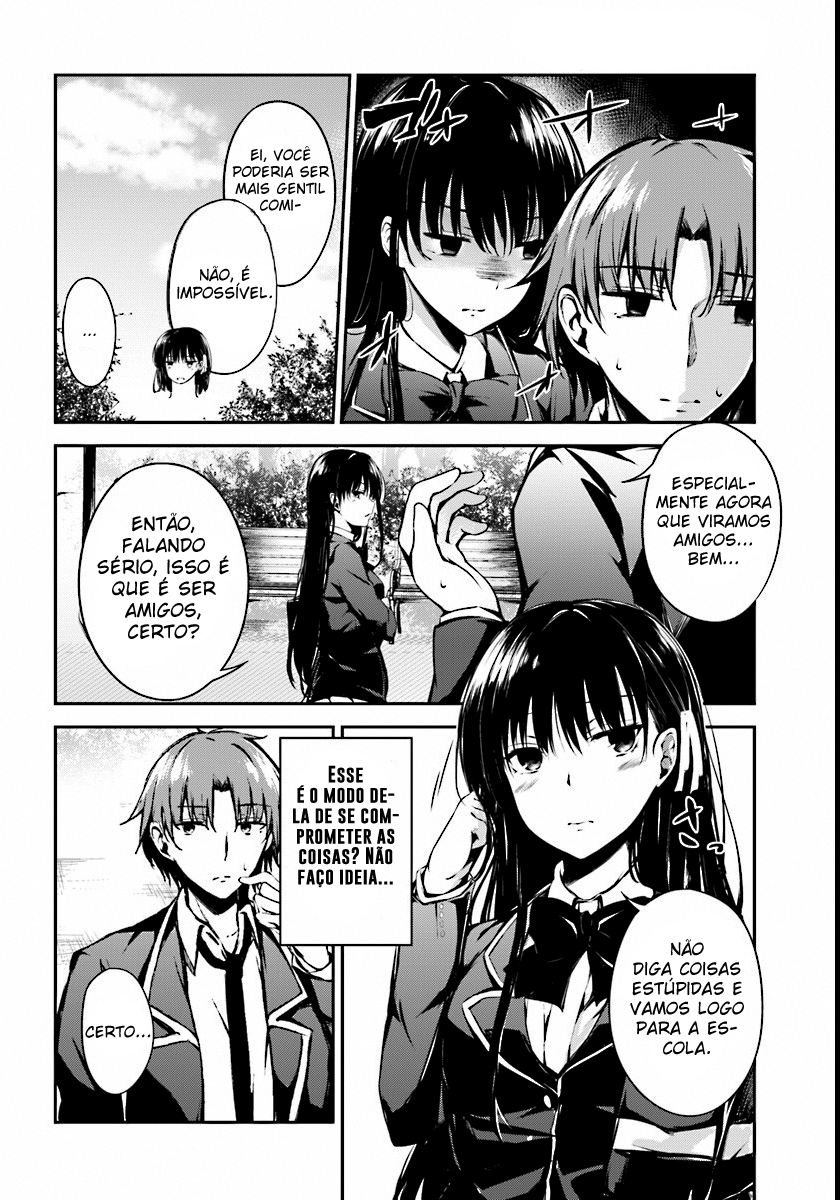 EI, VOCÊ
PODERIA SER
MAIS GENTIL
COMI-
NÃO, É
IMPOSSÍVEL.
...
ESPECIAL-
MENTE AGORA
QUE VIRAMOS
AMIGOS...
BEM...
ENTÃO,
FALANDO
SÉRIO, ISSO É
QUE É SER
AMIGOS,
CERTO?
NÃO
DIGA COISAS
ESTÚPIDAS E
VAMOS LOGO
PARA A ES-
COLA.
ESSE
É O MODO DE-
LA DE SE COM-
PROMETER AS
COISAS? NÃO
FAÇO IDEIA...
CERTO...